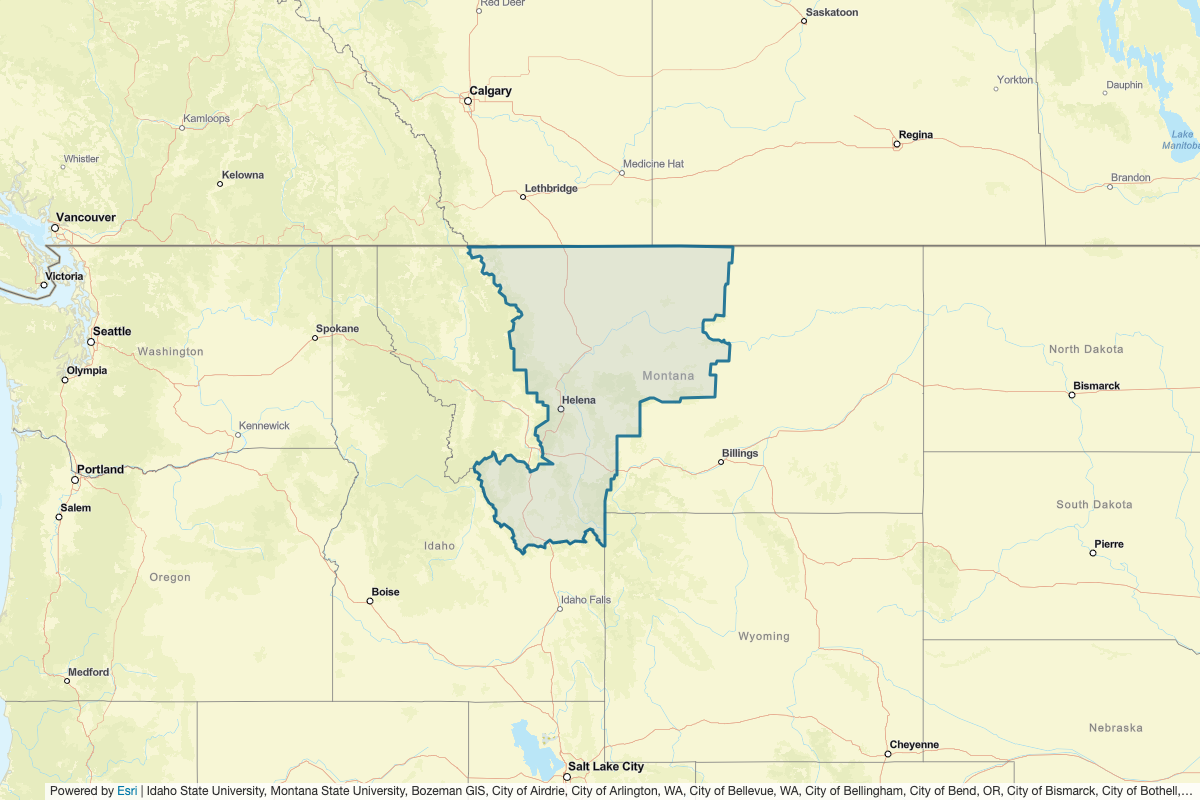 Red Deer
Saskatoon
Calgary
Yorkton
Dauphin
Kamloops
Regina
Lake
Manitoba
Whistler
Medicine Hat
Kelowna
Brandon
Lethbridge
Vancouver
Victoria
Seattle
Spokane
Washington
North Dakota
Olympia
Montana
Bismarck
Helena
Kennewick
Billings
Portland
Salem
South Dakota
Idaho
Pierre
Oregon
Boise
Idaho Falls
Wyoming
Medford
Nebraska
Cheyenne
Salt Lake City
Powered by Esri | Idaho State University, Montana State University, Bozeman GIS, City of Airdrie, City of Arlington, WA, City of Bellevue, WA, City of Bellingham, City of Bend, OR, City of Bismarck, City of Bothell,...